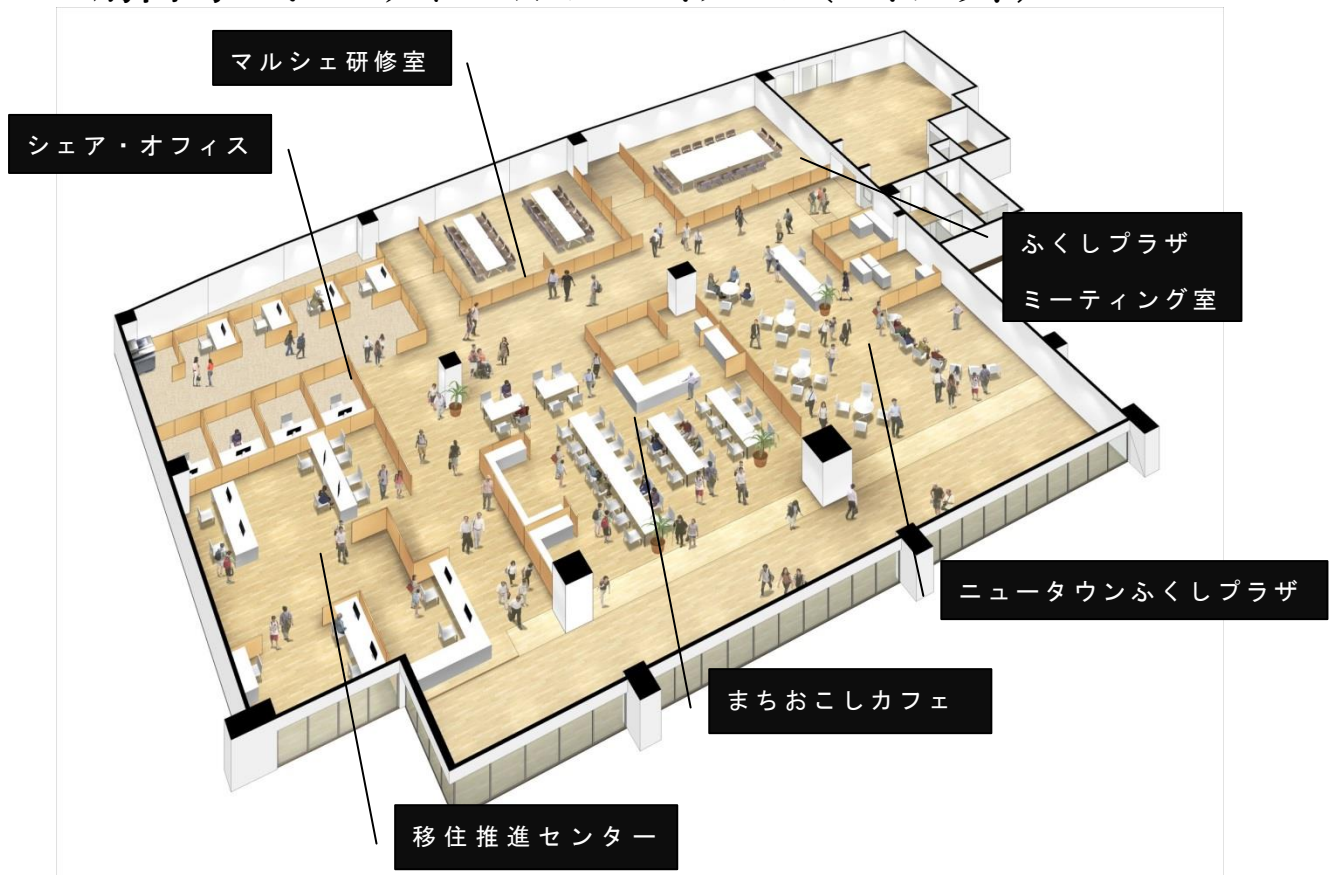 マルシェ研修室
シェア・オフィス
ふくしプラザ
ミーティング室
ニュータウンふくしプラザ
まちおこしカフェ
移住推進センター